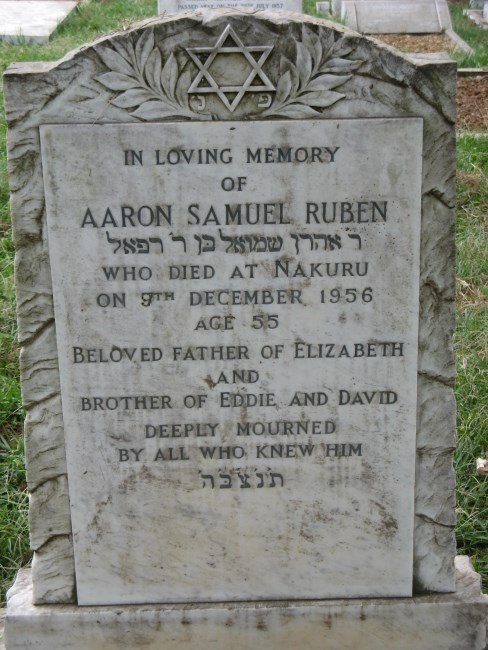 פ נ
IN LOVING MEMORY
OF
AARON SAMUEL RUBEN
ר' אהרן שמואל בן ר' רפאל
WHO DIED AT NAKURU
ON 9TH DECEMBER 1956
AGE 55
BELOVED FATHER OF ELIZABETH
AND
BROTHER OF EDDIE AND DAVID
DEEPLY MOURNED
BY ALL WHO KNEW HIM
תנצבה